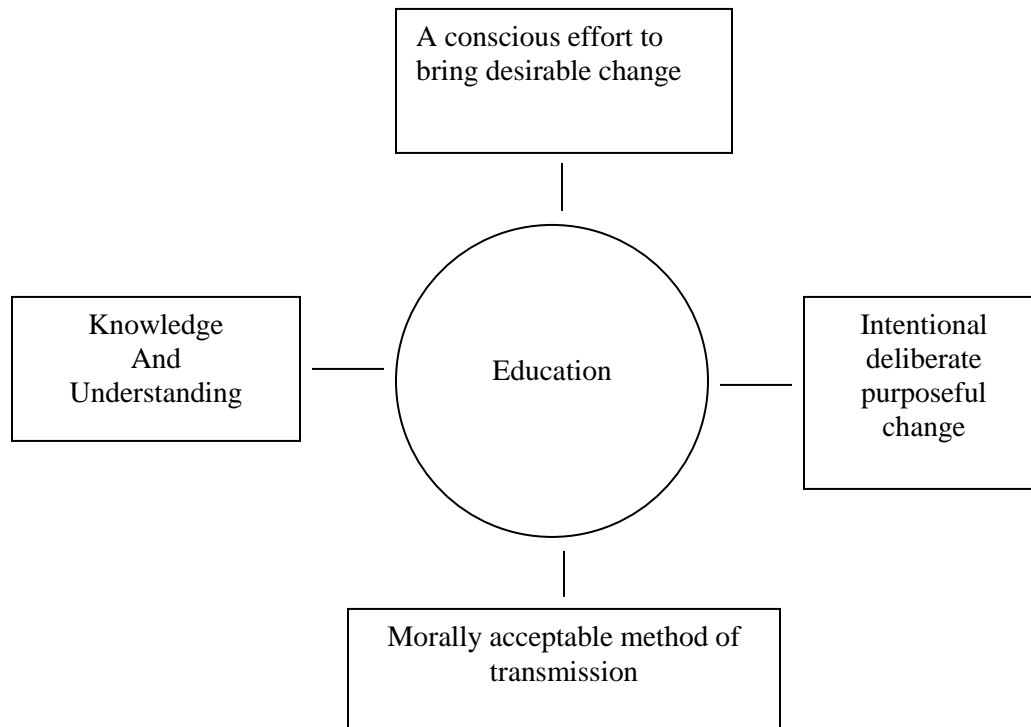 A conscious effort to
bring desirable change
Knowledge
And
Understanding
Education
Intentional
deliberate
purposeful
change
Morally acceptable method of
transmission